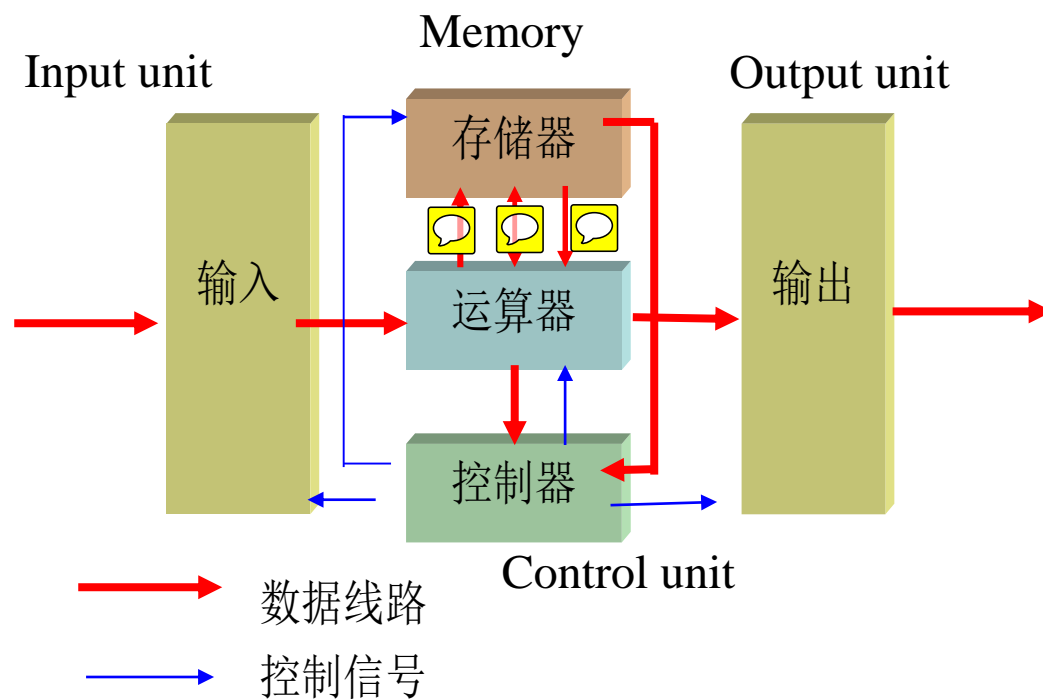 Memory
Input unit
Output unit
存储器
输入
运算器
输出
控制器
Control unit
数据线路
控制信号